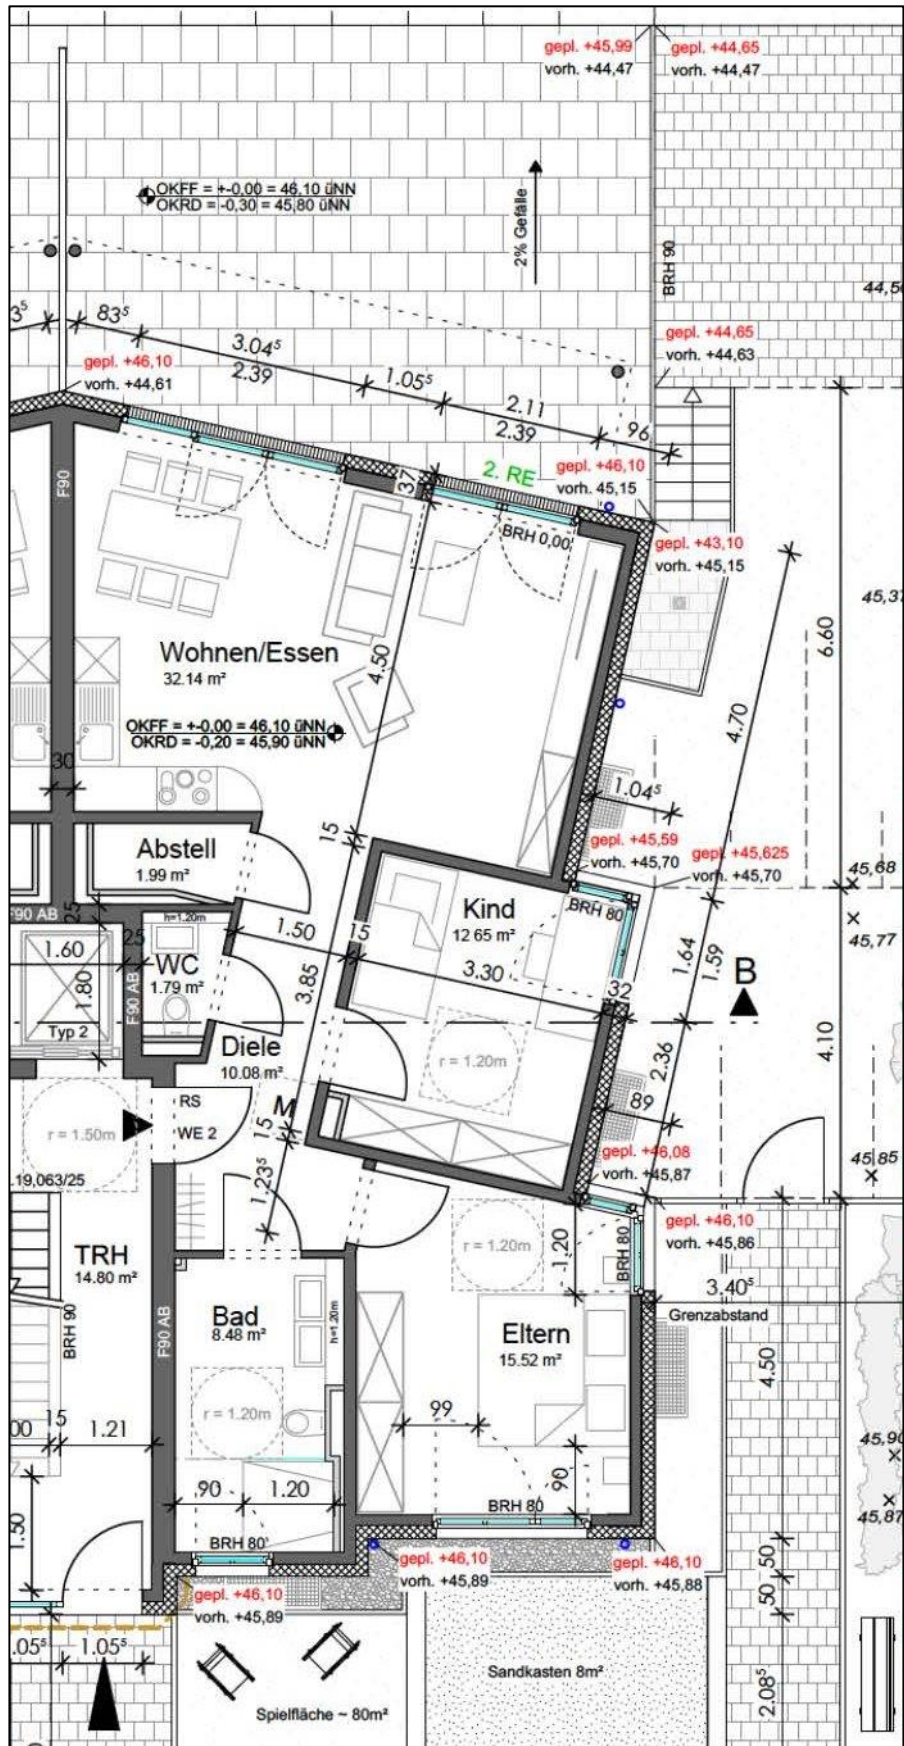 gepl. +45,99
vorh. +44,47
gepl. +44,65
vorh. +44,47
OKFF = +-0,00 = 46,10 üNN
OKRD = -0,30 = 45,80 üNN
2% Gefälle
BRH 90
44,5
3⁵
83⁵
3.04⁵
2.39
1.05⁵
2.11
2.39
96
gepl. +44,65
vorh. +44,63
gepl. +46,10
vorh. +44,61
F90
37
2. RE
gepl. +46,10
vorh. 45,15
BRH 0,00
gepl. +43,10
vorh. +45,15
45,37
6.60
Wohnen/Essen
32.14 m²
4.50
4.70
OKFF = +-0,00 = 46,10 üNN
OKRD = -0,20 = 45,90 üNN
30
1.04⁵
15
Abstell
1.99 m²
gepl. +45,59
vorh. +45,70
gepl. +45,625
vorh. +45,70
45,68
45,77
F90 AB
25
h=1.20m
Kind
12 65 m²
BRH 80
1.60
25
WC
1.79 m²
1.50
15
3.30
32
1.64
1.59
B
1.80
F90 AB
3.85
Typ 2
Diele
10.08 m²
r = 1.20m
2.36
4.10
r = 1.50m
RS
WE 2
M
15
89
gepl. +46,08
vorh. +45,87
45,85
19,063/25
1.23⁵
r = 1.20m
1.20
BRH 80
gepl. +46,10
vorh. +45,86
TRH
14.80 m²
3.40⁵
Grenzabstand
BRH 90
F90 AB
Bad
8.48 m²
h=1.20m
Eltern
15.52 m²
4.50
r = 1.20m
99
00
15
1.21
90
1.20
90
45,90
45,87
BRH 80
BRH 80
1.50
gepl. +46,10
vorh. +45,89
gepl. +46,10
vorh. +45,88
50
50
gepl. +46,10
vorh. +45,89
.05⁵
1.05⁵
Sandkasten 8m²
Spielfläche ~ 80m²
2.08⁵